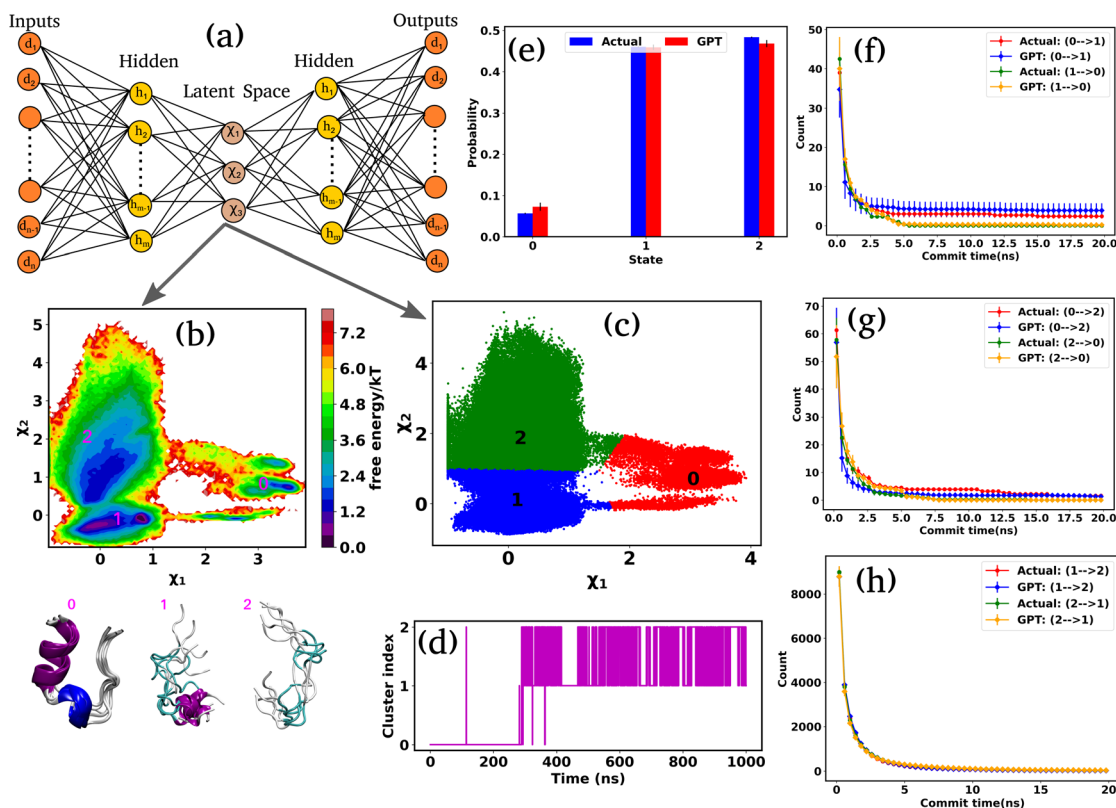 Inputs
Outputs
(a)
Hidden
Hidden
Latent Space
d₁
d₂
dₙ₋₁
dₙ
h₁
h₂
hₘ₋₁
hₘ
χ₁
χ₂
χ₃
h₁
h₂
hₘ₋₁
hₘ
d₁
d₂
dₙ₋₁
dₙ
(b)
χ₂
5
4
3
2
1
0
2
0
1
0
1
2
3
χ₁
7.2
6.0
4.8
3.6
2.4
1.2
0.0
free energy/kT
(c)
χ₂
4
2
0
2
1
0
0
2
4
χ₁
0
1
2
(d)
Cluster index
2
1
0
0
200
400
600
800
1000
Time (ns)
(e)
Actual
GPT
Probability
0.5
0.4
0.3
0.2
0.1
0.0
0
1
2
State
(f)
Actual: (0-->1)
GPT: (0-->1)
Actual: (1-->0)
GPT: (1-->0)
Count
50
40
30
20
10
0
0.0
2.5
5.0
7.5
10.0
12.5
15.0
17.5
20.0
Commit time(ns)
(g)
Actual: (0-->2)
GPT: (0-->2)
Actual: (2-->0)
GPT: (2-->0)
Count
70
60
50
40
30
20
10
0
0.0
2.5
5.0
7.5
10.0
12.5
15.0
17.5
20.0
Commit time(ns)
(h)
Actual: (1-->2)
GPT: (1-->2)
Actual: (2-->1)
GPT: (2-->1)
Count
8000
6000
4000
2000
0
0
5
10
15
20
Commit time(ns)